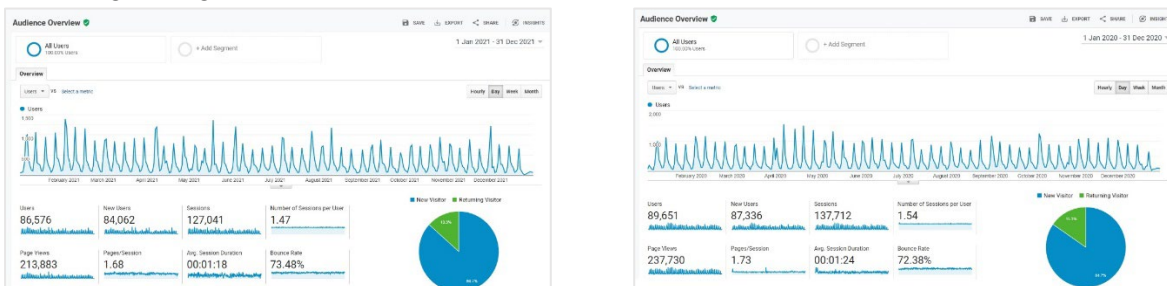 Audience Overview
SAVE EXPORT SHARE INSIGHTS
All Users
100.00% Users
+ Add Segment
1 Jan 2021 - 31 Dec 2021
Overview
Users VS Select a metric
Hourly Day Week Month
Users
February 2021 March 2021 April 2021 May 2021 June 2021 July 2021 August 2021 September 2021 October 2021 November 2021 December 2021
New Visitor Returning Visitor
Users New Users Sessions Number of Sessions per User
86,576 84,062 127,041 1.47
Page Views Pages/Session Avg. Session Duration Bounce Rate
213,883 1.68 00:01:18 73.48%
Audience Overview
SAVE EXPORT SHARE
All Users
100.00% Users
+ Add Segment
1 Jan 2020 - 31 Dec 2020
Overview
Users VS Select a metric
Hourly Day Week Month
Users
2,000
1,000
February 2020 March 2020 April 2020 May 2020 June 2020 July 2020 August 2020 September 2020 October 2020 November 2020 December 2020
New Visitor Returning Visitor
Users New Users Sessions Number of Sessions per User
89,651 87,336 137,712 1.54
Page Views Pages/Session Avg. Session Duration Bounce Rate
237,730 1.73 00:01:24 72.38%